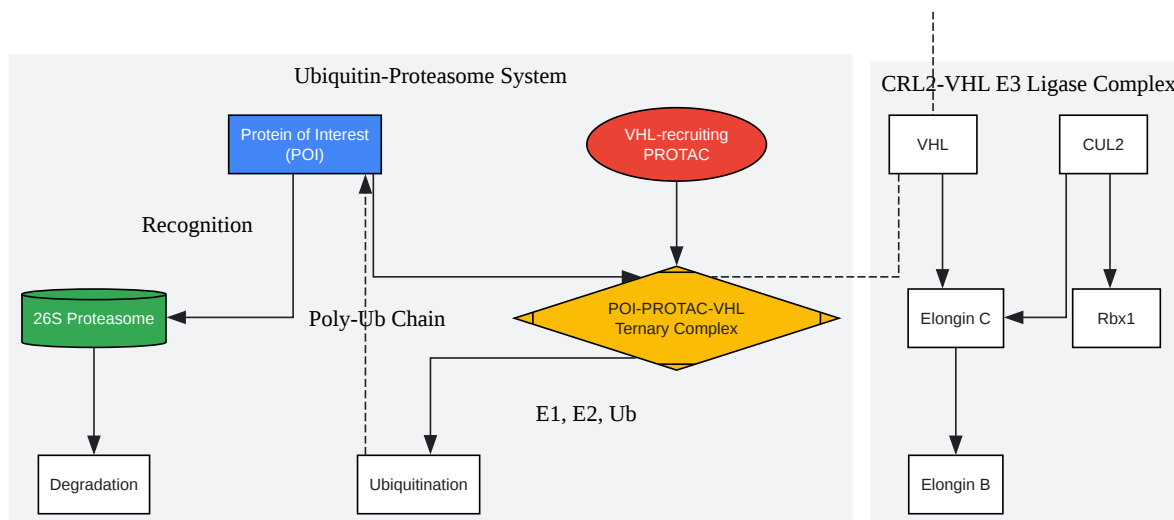 Ubiquitin-Proteasome System
CRL2-VHL E3 Ligase Complex
Protein of Interest
(POI)
VHL-recruiting
PROTAC
VHL
CUL2
Recognition
26S Proteasome
Poly-Ub Chain
POI-PROTAC-VHL
Ternary Complex
Elongin C
Rbx1
E1, E2, Ub
Degradation
Ubiquitination
Elongin B